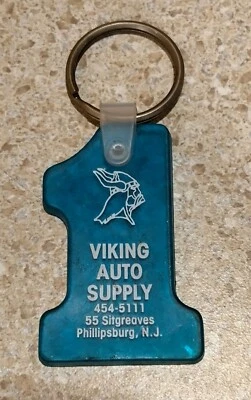 VIKING
AUTO
SUPPLY
454-5111
55 Sitgreaves
Phillipsburg, N.J.